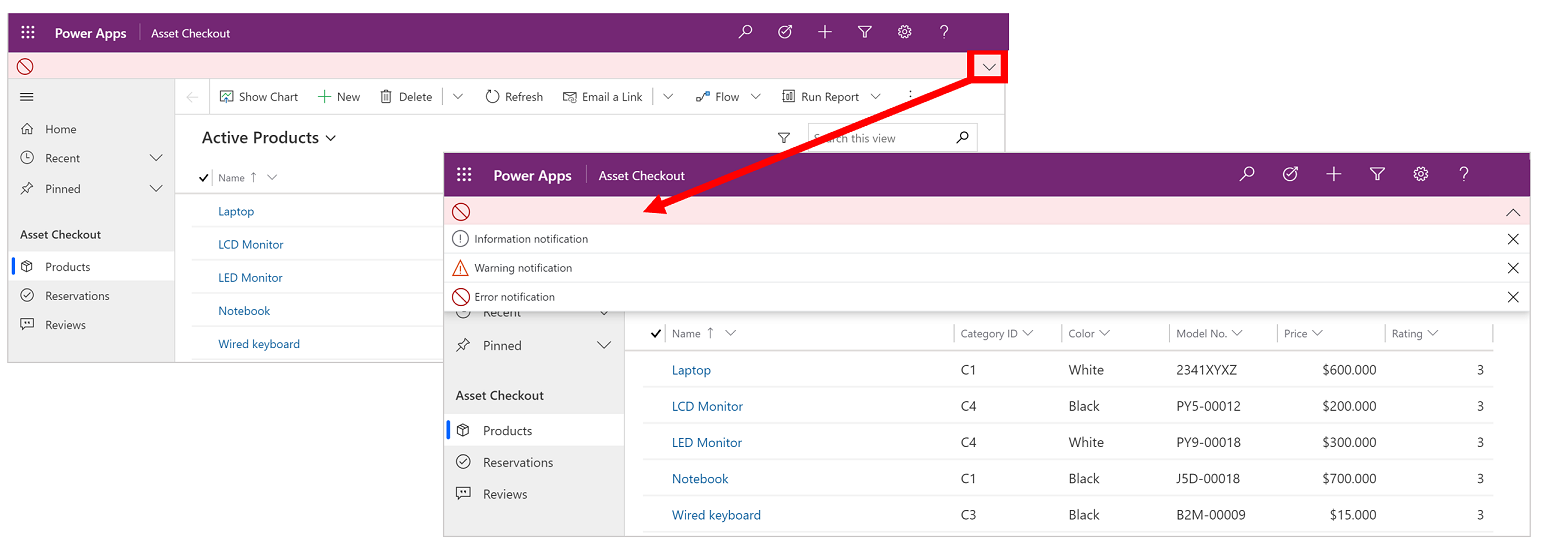 Power Apps Asset Checkout
Show Chart New Delete Refresh Email a Link Flow Run Report
Home
Recent
Pinned
Asset Checkout
Products
Reservations
Reviews
Active Products
Search this view
Name
Laptop
LCD Monitor
LED Monitor
Notebook
Wired keyboard
Power Apps Asset Checkout
Information notification
Warning notification
Error notification
Recent
Pinned
Asset Checkout
Products
Reservations
Reviews
Name Category ID Color Model No. Price Rating
Laptop C1 White 2341XYXZ $600.000 3
LCD Monitor C4 Black PY5-00012 $200.000 3
LED Monitor C4 White PY9-00018 $300.000 3
Notebook C1 Black J5D-00018 $700.000 3
Wired keyboard C3 Black B2M-00009 $15.000 3